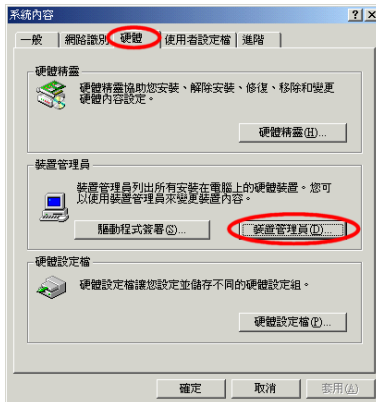 系統內容
一般 網路識別 硬體 使用者設定檔 進階
硬體精靈
硬體精靈協助您安裝、解除安裝、修復、移除和變更
硬體內容設定。
硬體精靈(H)...
裝置管理員
裝置管理員列出所有安裝在電腦上的硬體裝置。您可
以使用裝置管理員來變更裝置內容。
驅動程式簽署(S)... 裝置管理員(D)...
硬體設定檔
硬體設定檔讓您設定並儲存不同的硬體設定組。
硬體設定檔(P)...
確定 取消 套用(A)